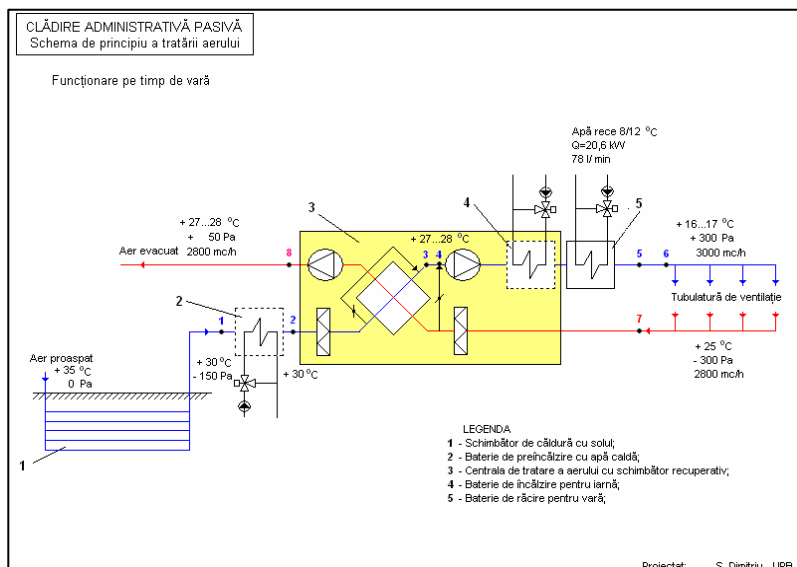 CLĂDIRE ADMINISTRATIVĂ PASIVĂ
Schema de principiu a tratării aerului
Funcționare pe timp de vară
Apă rece 8/12 °C
Q=20,6 kW
78 l/ min
3
4
5
+ 27...28 °C
+ 50 Pa
Aer evacuat 2800 mc/h
8
+ 27...28 °C
3 4
+ 16...17 °C
+ 300 Pa
3000 mc/h
5 6
2
1
2
Tubulatură de ventilație
7
Aer proaspat
+ 35 °C
0 Pa
+ 30 °C
- 150 Pa
+ 30 °C
+ 25 °C
- 300 Pa
2800 mc/h
1
LEGENDA
1 - Schimbător de căldură cu solul;
2 - Baterie de preîncălzire cu apă caldă;
3 - Centrala de tratare a aerului cu schimbător recuperativ;
4 - Baterie de încălzire pentru iarnă;
5 - Baterie de răcire pentru vară;
Proiectat: S. Dimitriu UPB